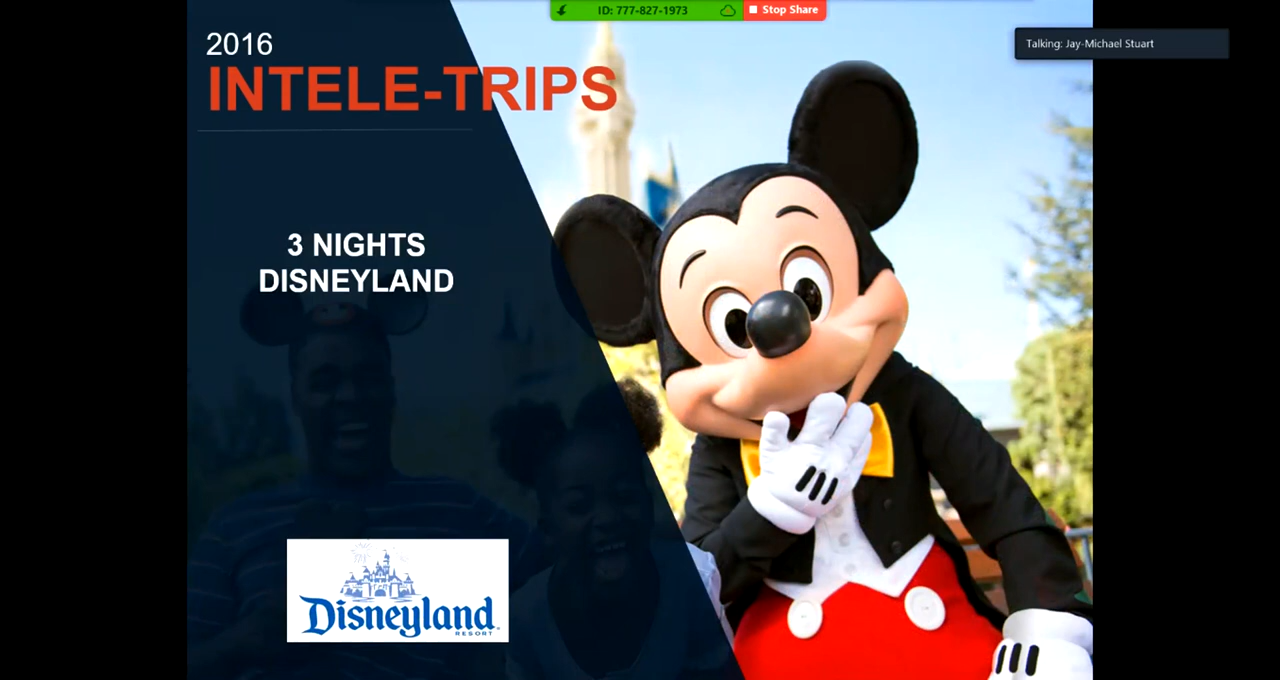 ID: 777-827-1973
Stop Share
Talking: Jay-Michael Stuart
2016
INTELE-TRIPS
3 NIGHTS
DISNEYLAND
Disneyland
RESORT